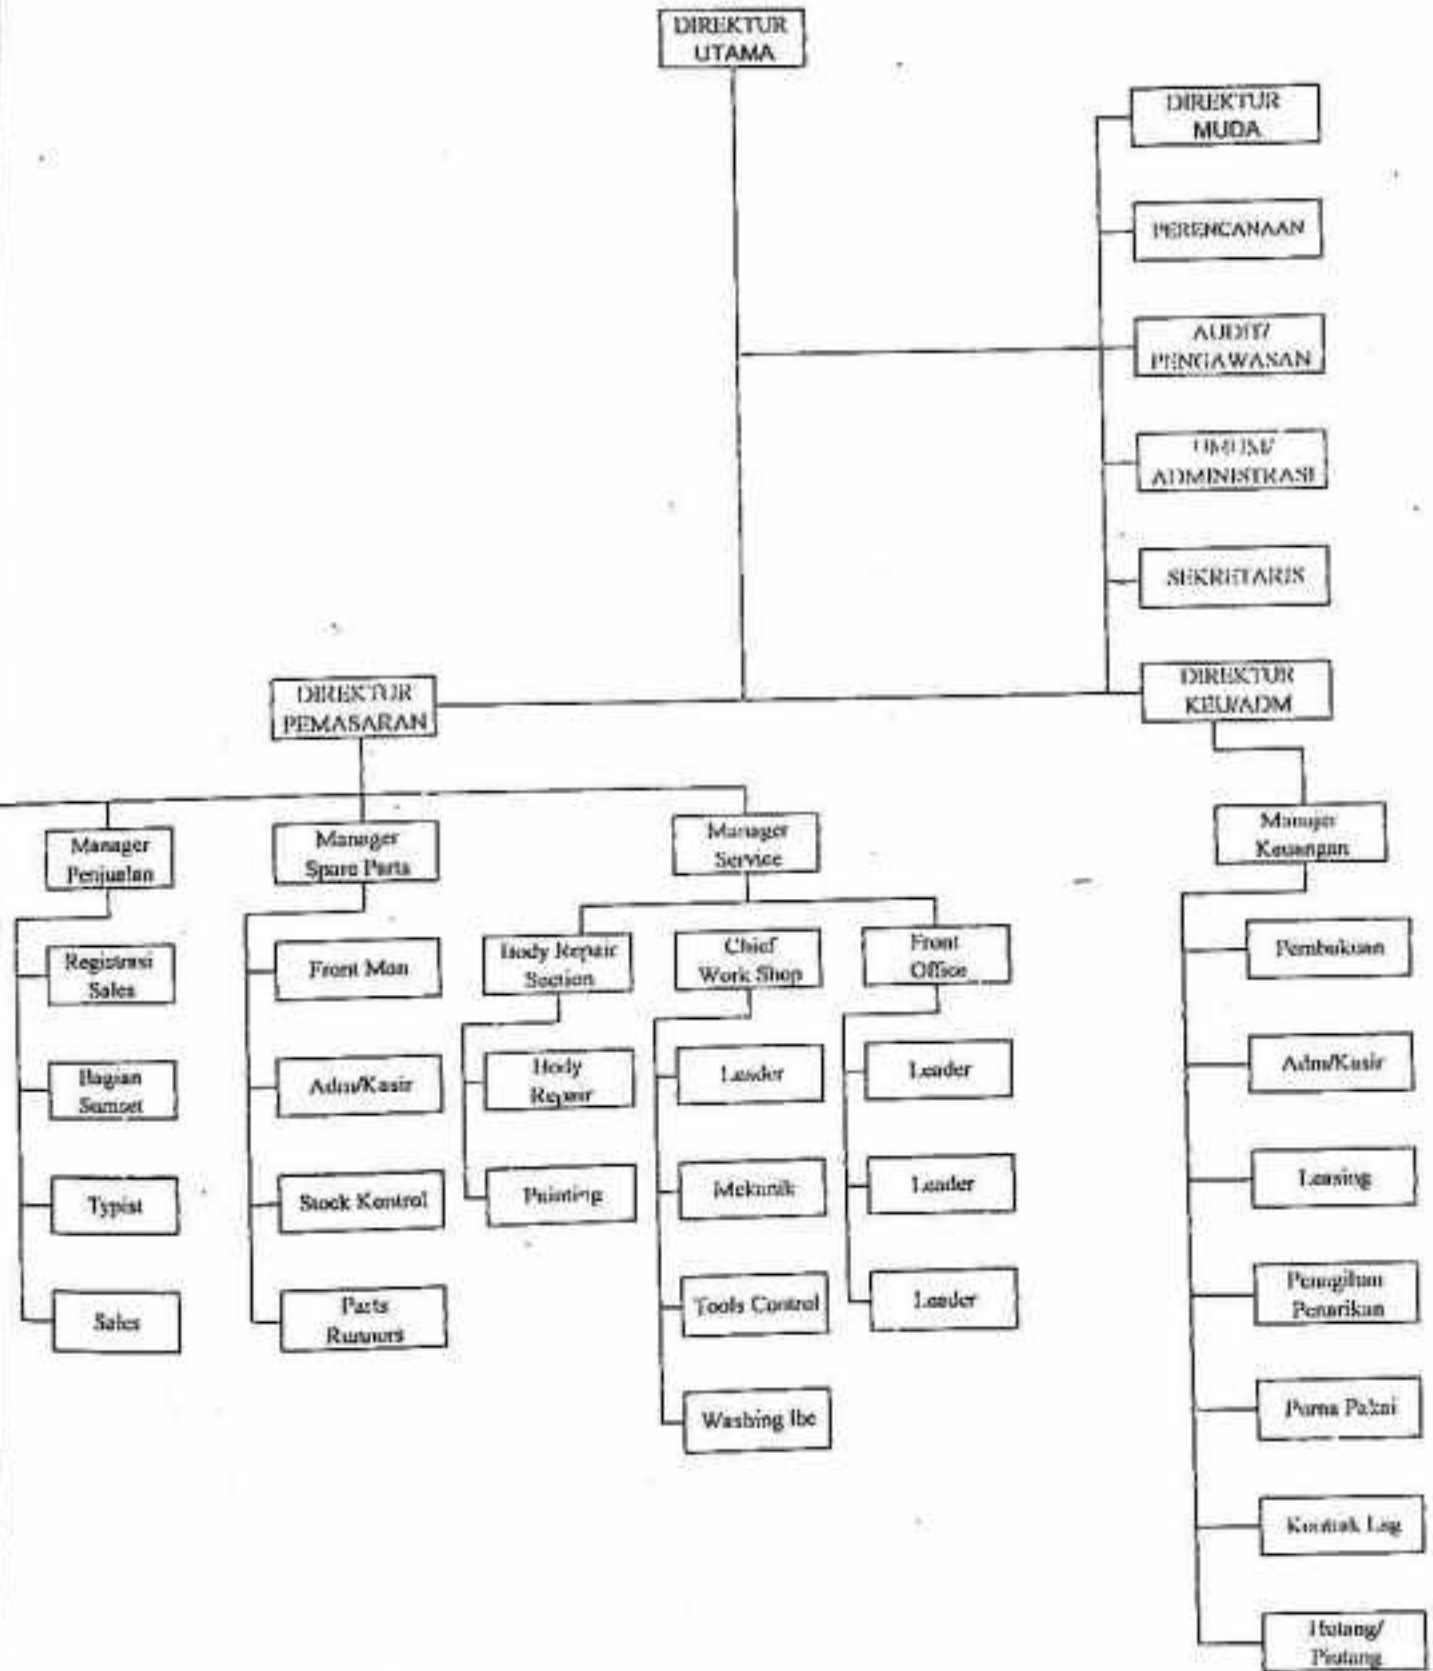 DIREKTUR
UTAMA
DIREKTUR
MUDA
PERENCANAAN
AUDIT/
PENGAWASAN
UMUM/
ADMINISTRASI
SEKRETARIS
DIREKTUR
PEMASARAN
DIREKTUR
KEU/ADM
Manager
Penjualan
Manager
Spare Parts
Manager
Service
Manajer
Keuangan
Registrasi
Sales
Bagian
Samset
Typist
Sales
Front Man
Adm/Kasir
Stock Kontrol
Parts
Runners
Body Repair
Section
Body
Repair
Painting
Chief
Work Shop
Leader
Mekanik
Tools Control
Washing
Front
Office
Leader
Leader
Leader
Pembukuan
Adm/Kasir
Leasing
Penagihan
Penarikan
Purna
Kontrak
Hutang/
Piutang